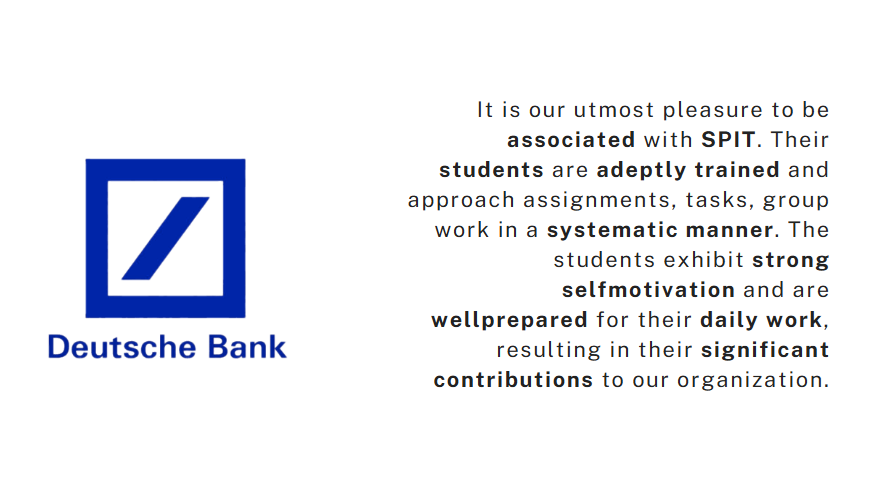 It is our utmost pleasure to be
associated with SPIT. Their
students are adeptly trained and
approach assignments, tasks, group
work in a systematic manner. The
students exhibit strong
selfmotivation and are
wellprepared for their daily work,
resulting in their significant
contributions to our organization.
Deutsche Bank